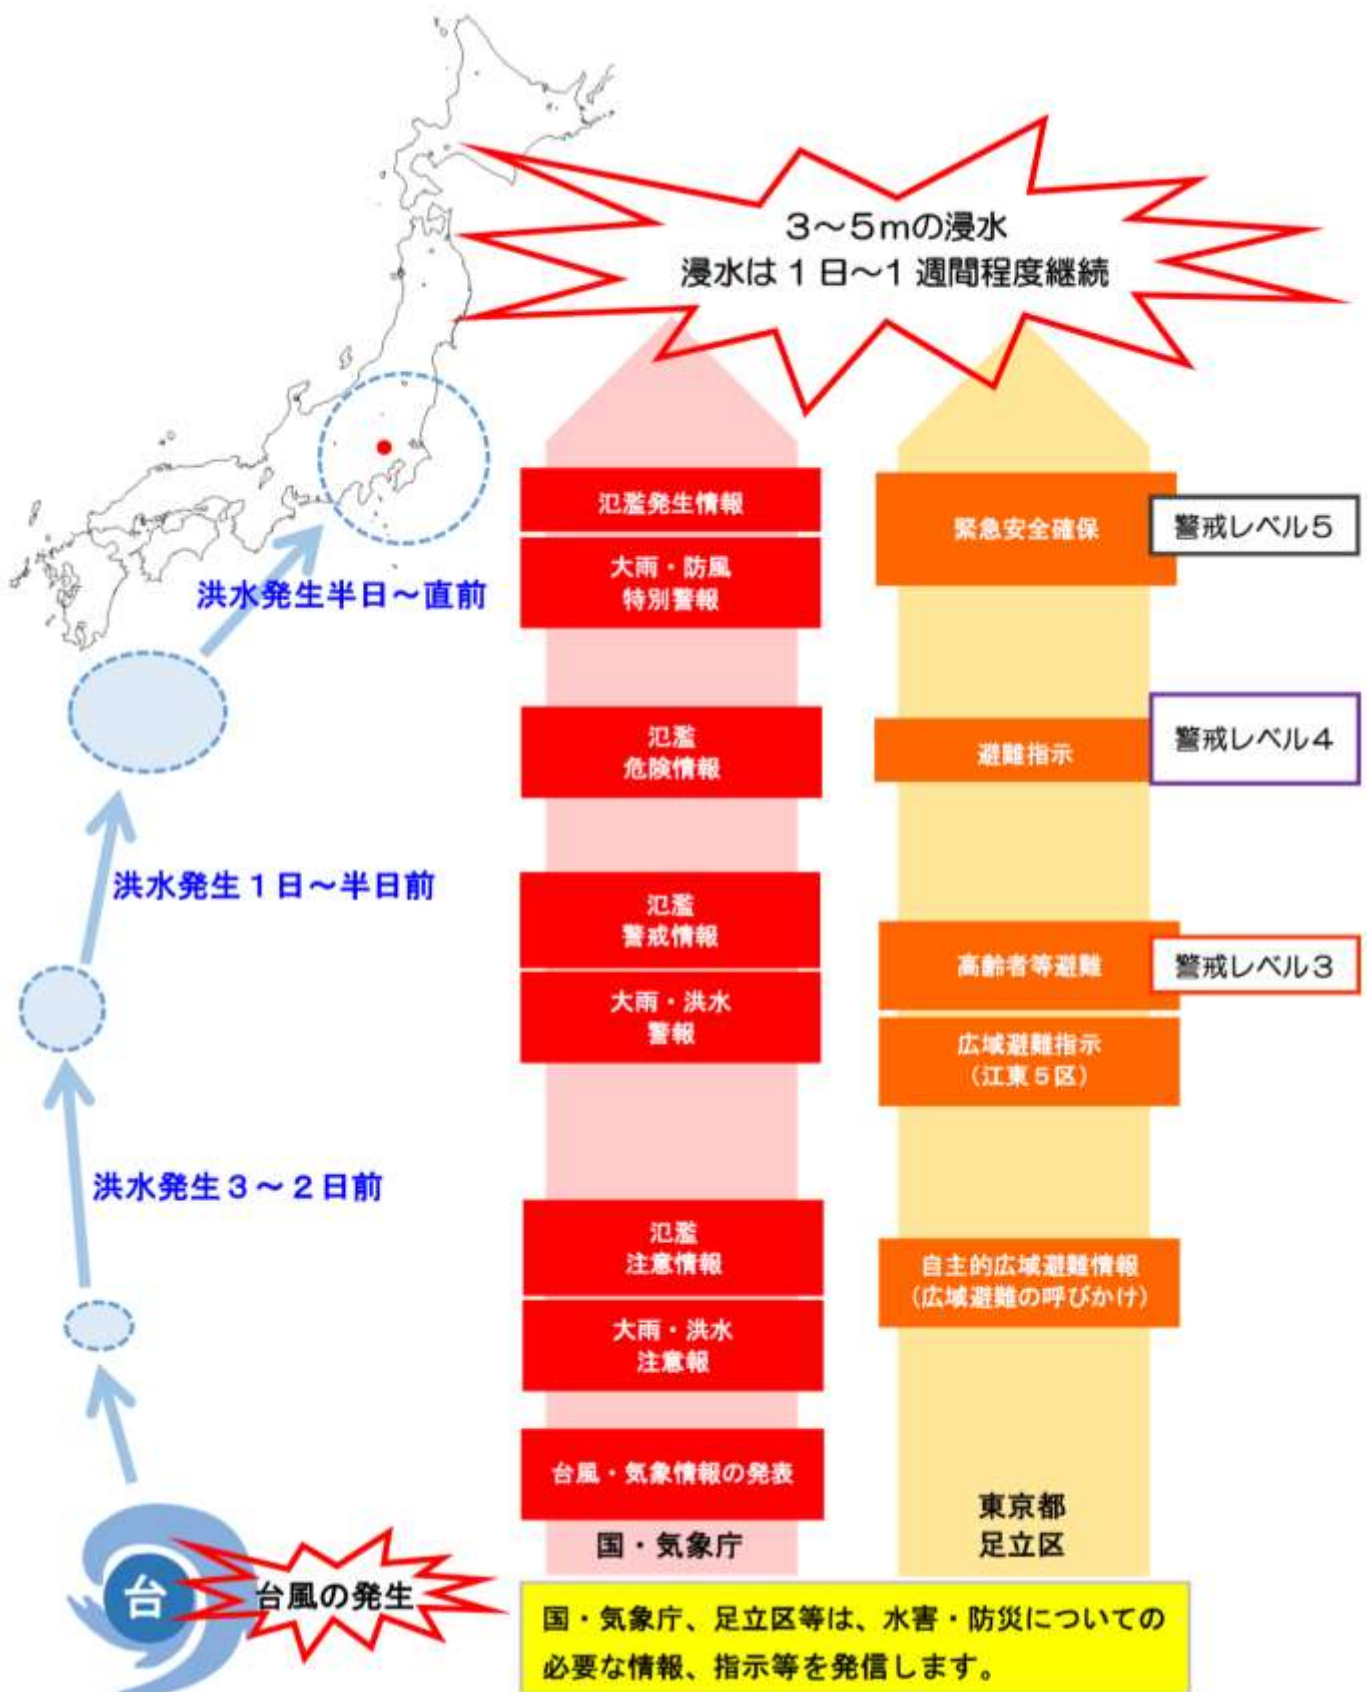 3～5mの浸水
浸水は1日～1週間程度継続
洪水発生半日～直前
洪水発生1日～半日前
洪水発生3～2日前
台
台風の発生
氾濫発生情報
大雨・防風
特別警報
氾濫
危険情報
氾濫
警戒情報
大雨・洪水
警報
氾濫
注意情報
大雨・洪水
注意報
台風・気象情報の発表
国・気象庁
緊急安全確保
警戒レベル5
避難指示
警戒レベル4
高齢者等避難
警戒レベル3
広域避難指示
（江東5区）
自主的広域避難情報
(広域避難の呼びかけ)
東京都
足立区
国・気象庁、足立区等は、水害・防災についての
必要な情報、指示等を発信します。